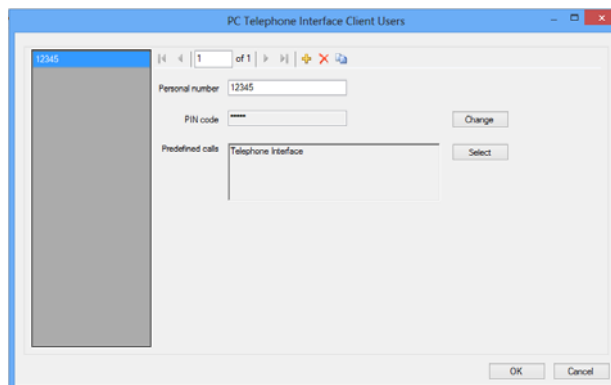 PC Telephone Interface Client Users
12345
1 of 1
Personal number 12345
PIN code ••••• Change
Predefined calls Telephone Interface Select
OK Cancel